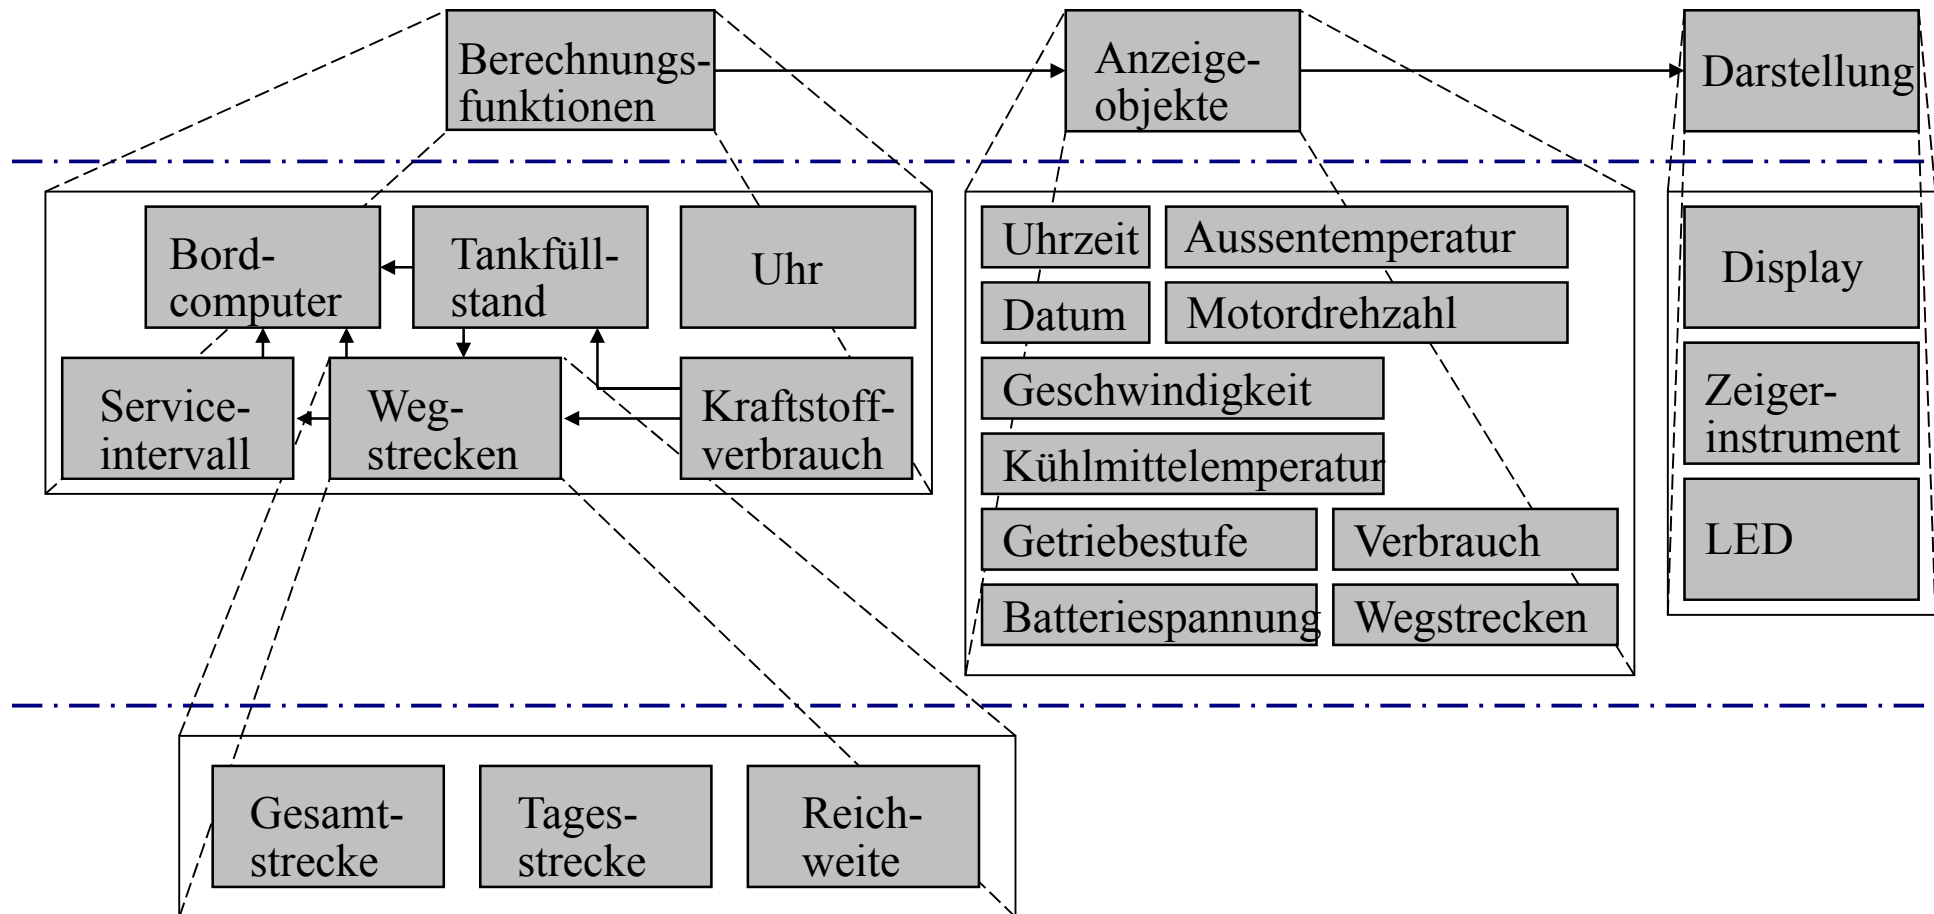 Berechnungs-
funktionen
Anzeige-
objekte
Darstellung
Bord-
computer
Tankfüll-
stand
Uhr
Service-
intervall
Weg-
strecken
Kraftstoff-
verbrauch
Uhrzeit
Aussentemperatur
Datum
Motordrehzahl
Geschwindigkeit
Kühlmittelemperatur
Getriebestufe
Verbrauch
Batteriespannung
Wegstrecken
Display
Zeiger-
instrument
LED
Gesamt-
strecke
Tages-
strecke
Reich-
weite